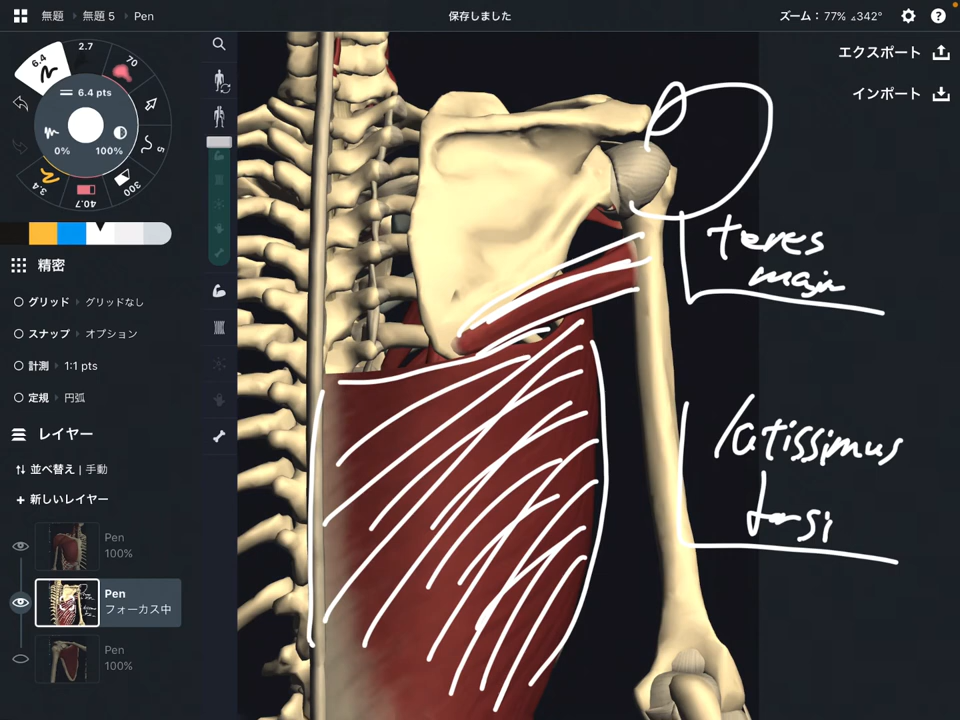 無題 無題 5 Pen
保存しました
ズーム：77% ⊿342°
エクスポート
インポート
6.4
2.7
70
6.4 pts
0% 100%
5
300
40.7
3.4
精密
グリッド グリッドなし
スナップ オプション
計測 1:1 pts
定規 円弧
レイヤー
並べ替え | 手動
+ 新しいレイヤー
Pen
100%
Pen
フォーカス中
Pen
100%
teres
major
latissimus
dorsi